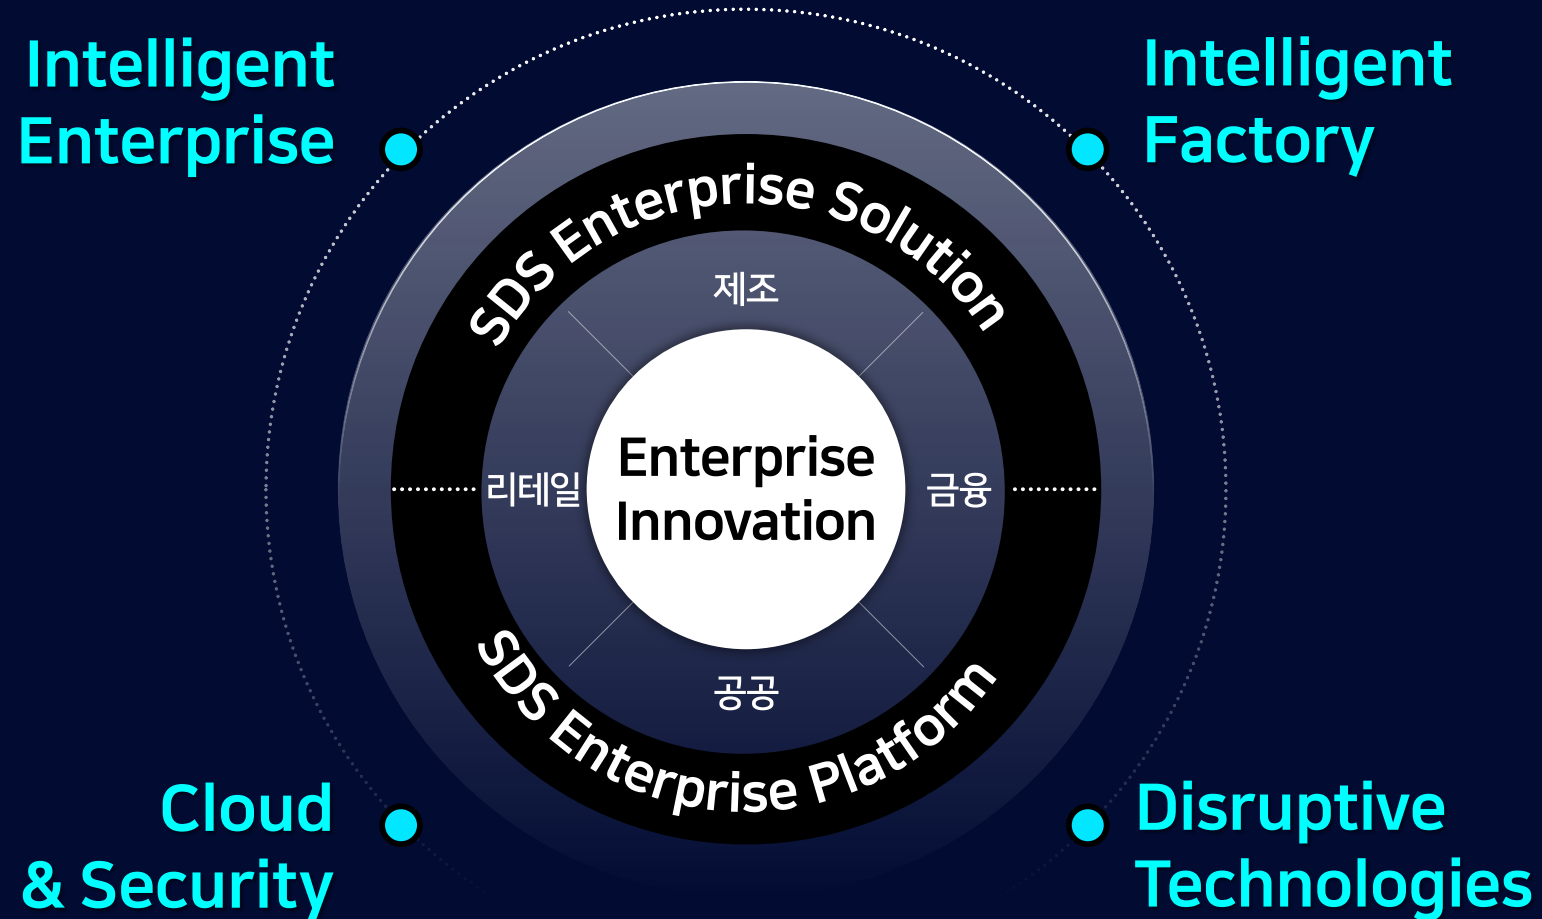 Intelligent
Enterprise
Intelligent
Factory
SDS Enterprise Solution
제조
리테일
Enterprise
Innovation
금융
공공
SDS Enterprise Platform
Cloud
& Security
Disruptive
Technologies